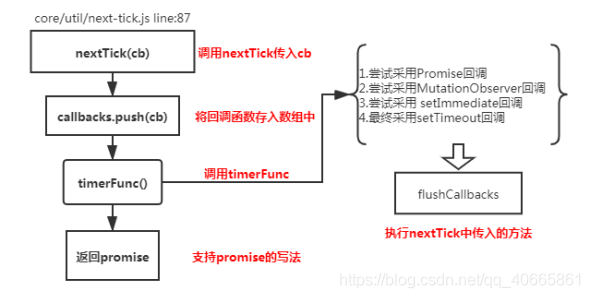 core/util/next-tick.js line:87
nextTick(cb)
调用nextTick传入cb
callbacks.push(cb)
将回调函数存入数组中
timerFunc()
调用timerFunc
返回promise
支持promise的写法
1.尝试采用Promise回调
2.尝试采用MutationObserver回调
3.尝试采用 setImmediate回调
4.最终采用setTimeout回调
flushCallbacks
执行nextTick中传入的方法
https://blog.csdn.net/qq_40665861